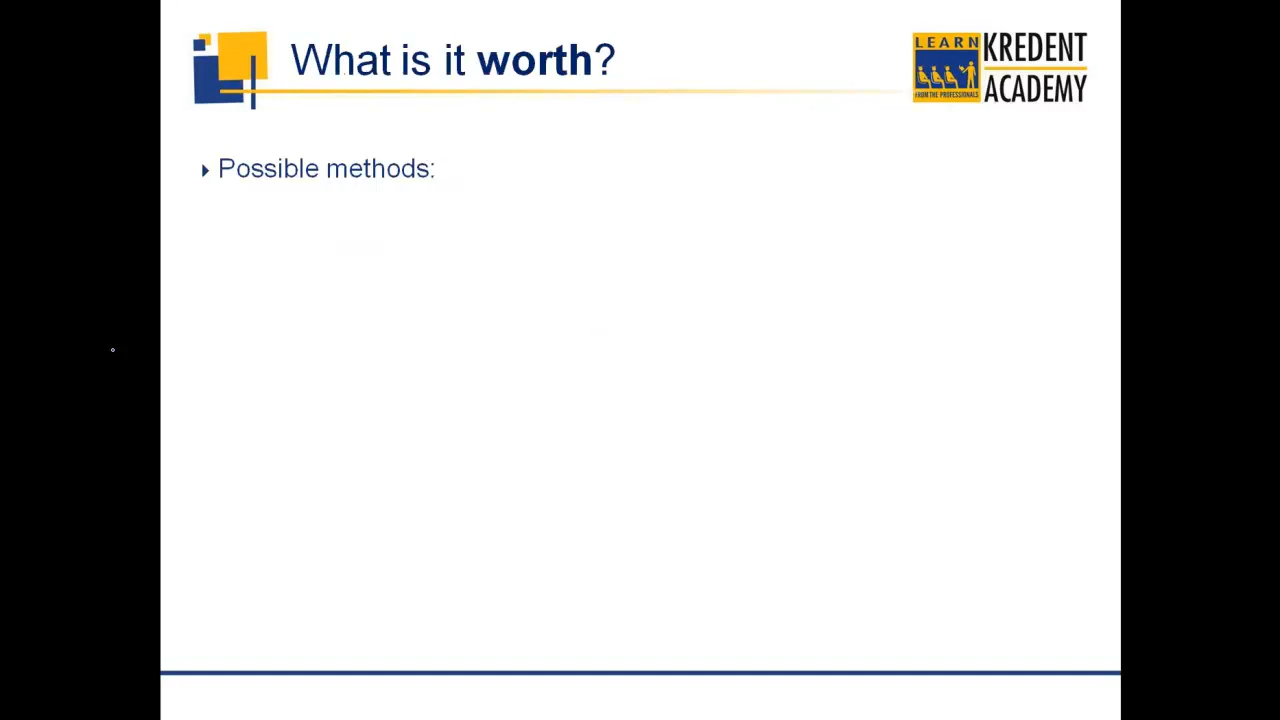 What is it worth?
LEARN
FROM THE PROFESSIONALS
KREDENT
ACADEMY
Possible methods: